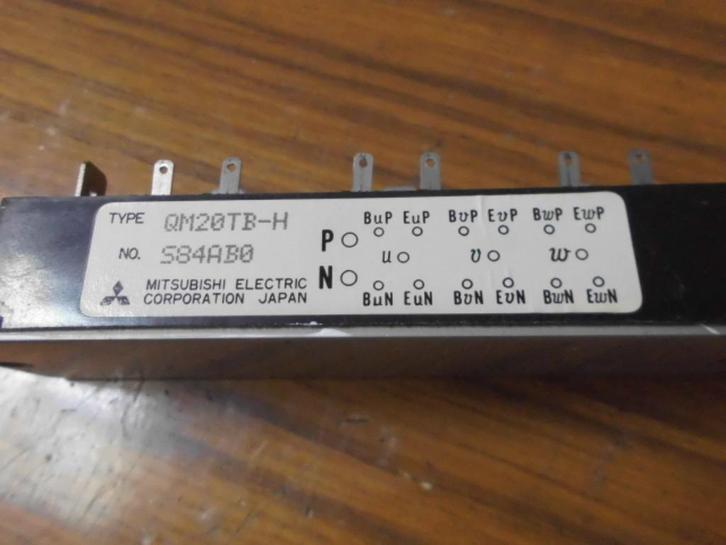 TYPE QM20TB-H
NO. S84AB0
MITSUBISHI ELECTRIC
CORPORATION JAPAN
P
N
BuP EuP BvP EvP BwP EwP
u v w
BuN EuN BvN EvN BwN EwN